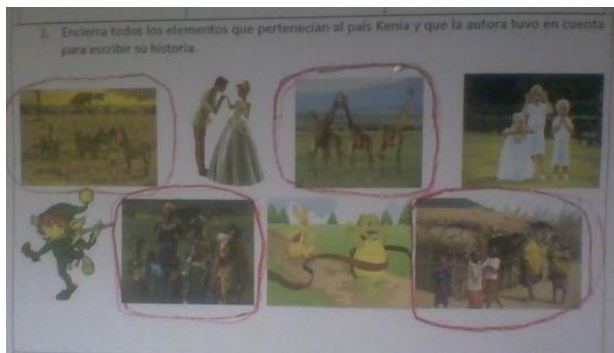 2. Encierra todos los elementos que pertenecían al país Kenia y que la autora tuvo en cuenta
para escribir su historia.